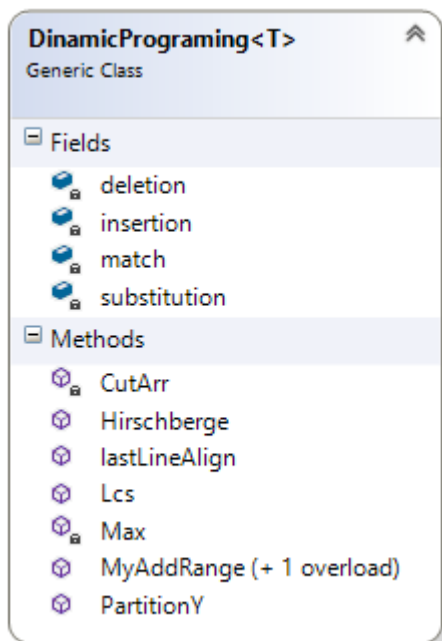 DinamicPrograming<T>
Generic Class
Fields
deletion
insertion
match
substitution
Methods
CutArr
Hirschberge
lastLineAlign
Lcs
Max
MyAddRange (+ 1 overload)
PartitionY